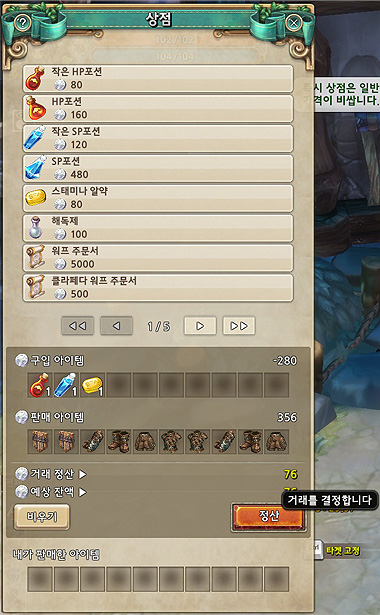 상점
작은 HP포션
80
HP포션
160
작은 SP포션
120
SP포션
480
스태미나 알약
80
해독제
100
워프 주문서
5000
클라페다 워프 주문서
500
1 / 5
구입 아이템 -280
1 1 1
판매 아이템 356
거래 정산 ▶ 76
예상 잔액 ▶
비우기 정산
내가 판매한 아이템
시 상점은 일반
격이 비쌉니다.
거래를 결정합니다
타겟 고정